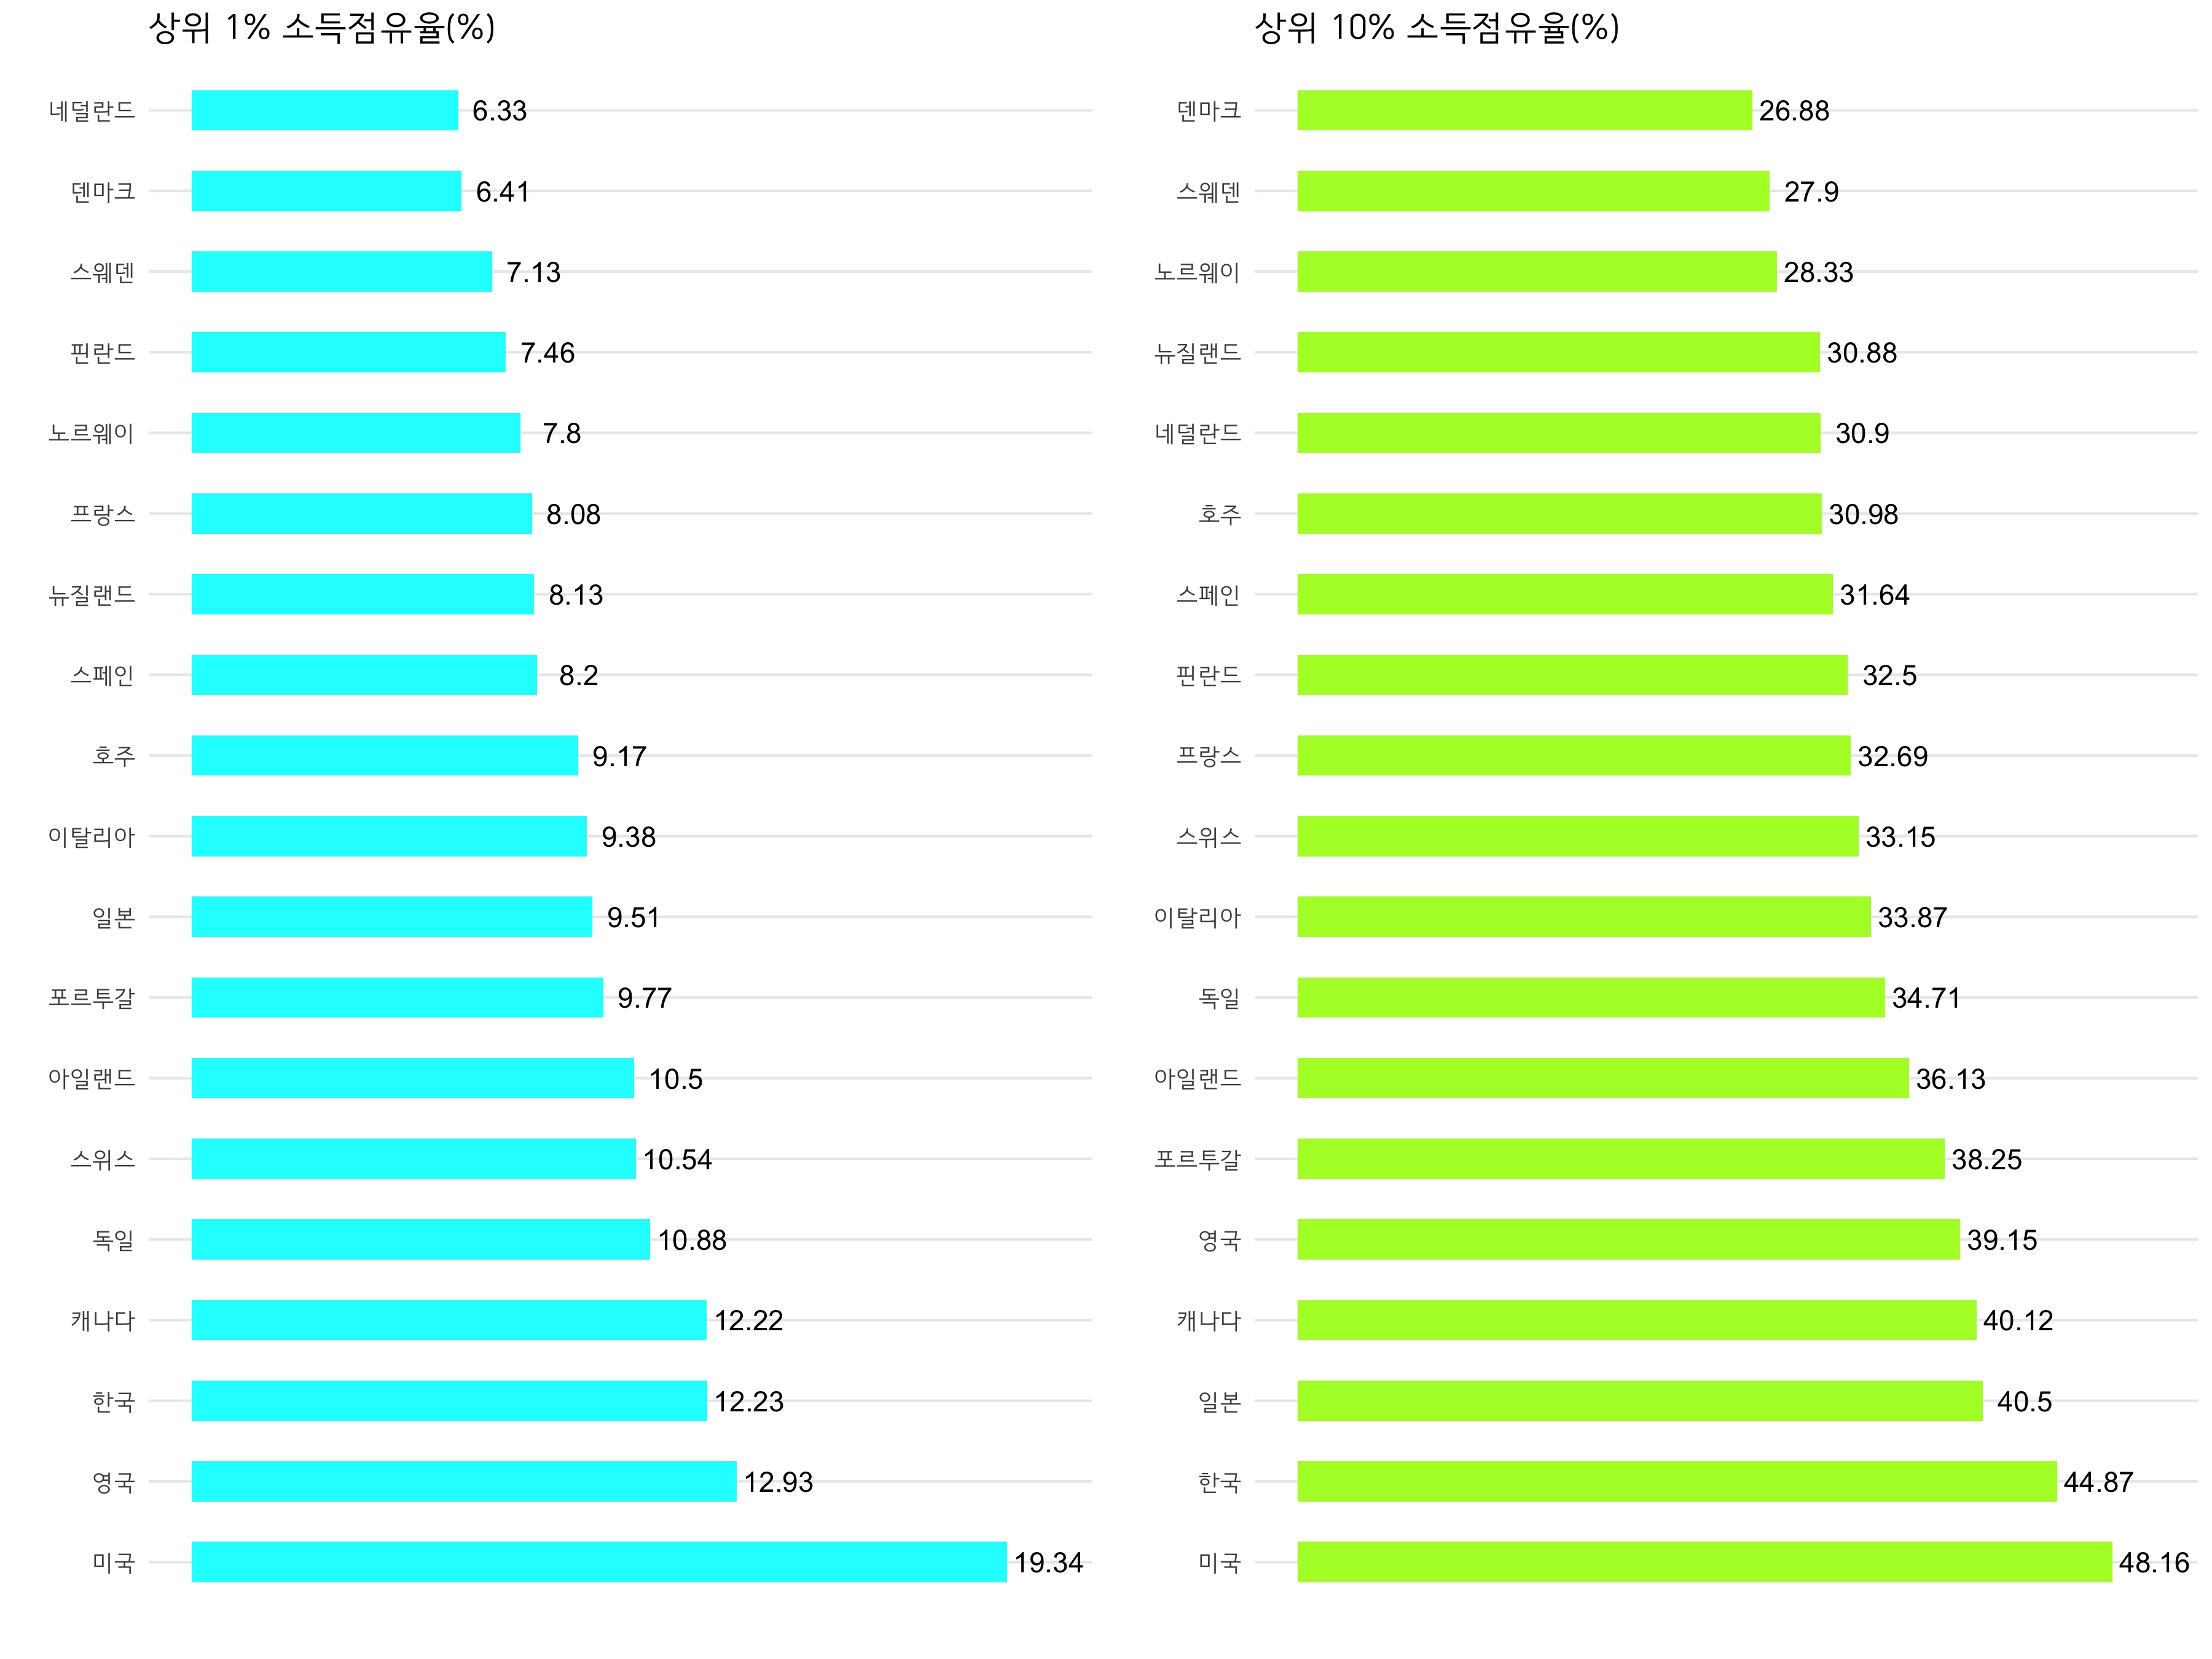 상위 1% 소득점유율(%)
네덜란드 6.33
덴마크 6.41
스웨덴 7.13
핀란드 7.46
노르웨이 7.8
프랑스 8.08
뉴질랜드 8.13
스페인 8.2
호주 9.17
이탈리아 9.38
일본 9.51
포르투갈 9.77
아일랜드 10.5
스위스 10.54
독일 10.88
캐나다 12.22
한국 12.23
영국 12.93
미국 19.34
상위 10% 소득점유율(%)
덴마크 26.88
스웨덴 27.9
노르웨이 28.33
뉴질랜드 30.88
네덜란드 30.9
호주 30.98
스페인 31.64
핀란드 32.5
프랑스 32.69
스위스 33.15
이탈리아 33.87
독일 34.71
아일랜드 36.13
포르투갈 38.25
영국 39.15
캐나다 40.12
일본 40.5
한국 44.87
미국 48.16